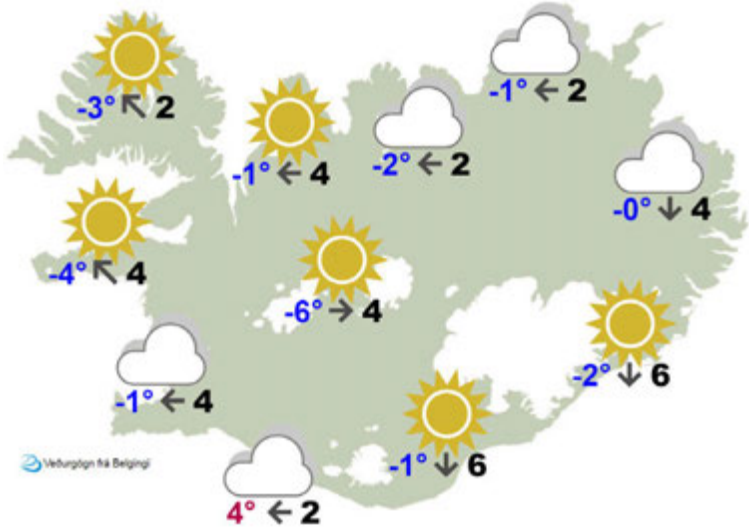 -3° ↖ 2
-1° ← 2
-1° ← 4
-2° ← 2
-0° ↓ 4
-4° ↖ 4
-6° → 4
-2° ↓ 6
-1° ← 4
-1° ↓ 6
Veðurgögn frá Belgingi
4° ← 2